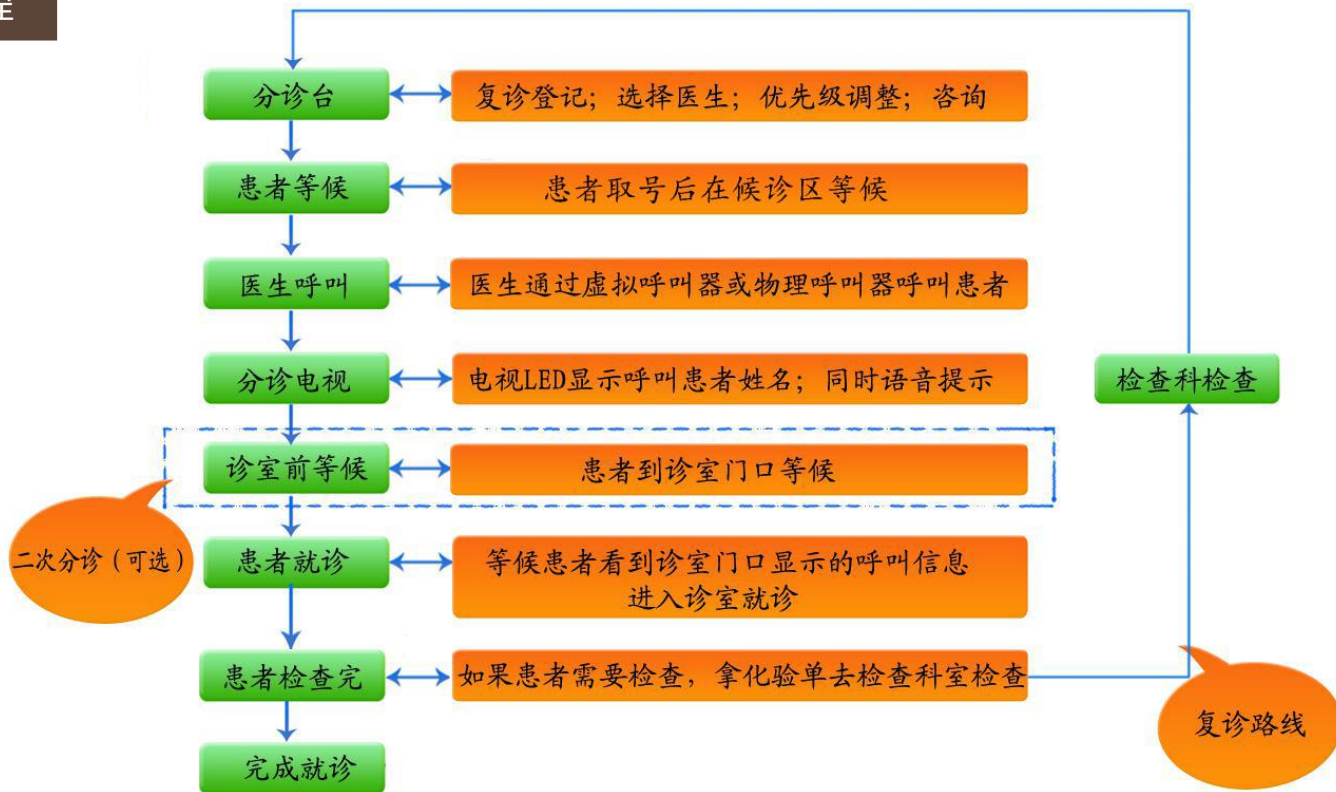 分诊台
复诊登记；选择医生；优先级调整；咨询
患者等候
患者取号后在候诊区等候
医生呼叫
医生通过虚拟呼叫器或物理呼叫器呼叫患者
分诊电视
电视LED显示呼叫患者姓名；同时语音提示
检查科检查
诊室前等候
患者到诊室门口等候
二次分诊（可选）
患者就诊
等候患者看到诊室门口显示的呼叫信息
进入诊室就诊
患者检查完
如果患者需要检查，拿化验单去检查科室检查
复诊路线
完成就诊